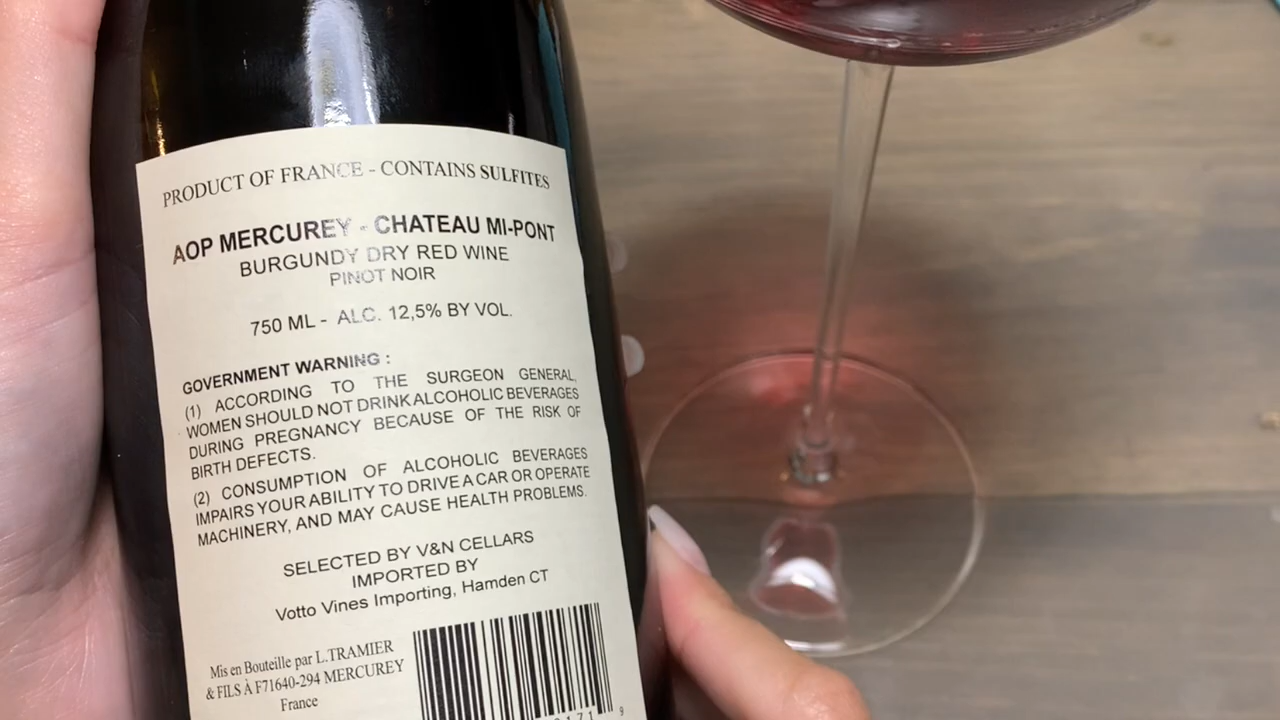 PRODUCT OF FRANCE - CONTAINS SULFITES
AOP MERCUREY - CHATEAU MI-PONT
BURGUNDY DRY RED WINE
PINOT NOIR
750 ML - ALC. 12,5% BY VOL.
GOVERNMENT WARNING :
(1) ACCORDING TO THE SURGEON GENERAL,
WOMEN SHOULD NOT DRINK ALCOHOLIC BEVERAGES
DURING PREGNANCY BECAUSE OF THE RISK OF
BIRTH DEFECTS.
(2) CONSUMPTION OF ALCOHOLIC BEVERAGES
IMPAIRS YOUR ABILITY TO DRIVE A CAR OR OPERATE
MACHINERY, AND MAY CAUSE HEALTH PROBLEMS.
SELECTED BY V&N CELLARS
IMPORTED BY
Votto Vines Importing, Hamden CT
Mis en Bouteille par L.TRAMIER
& FILS À F71640-294 MERCUREY
France
9